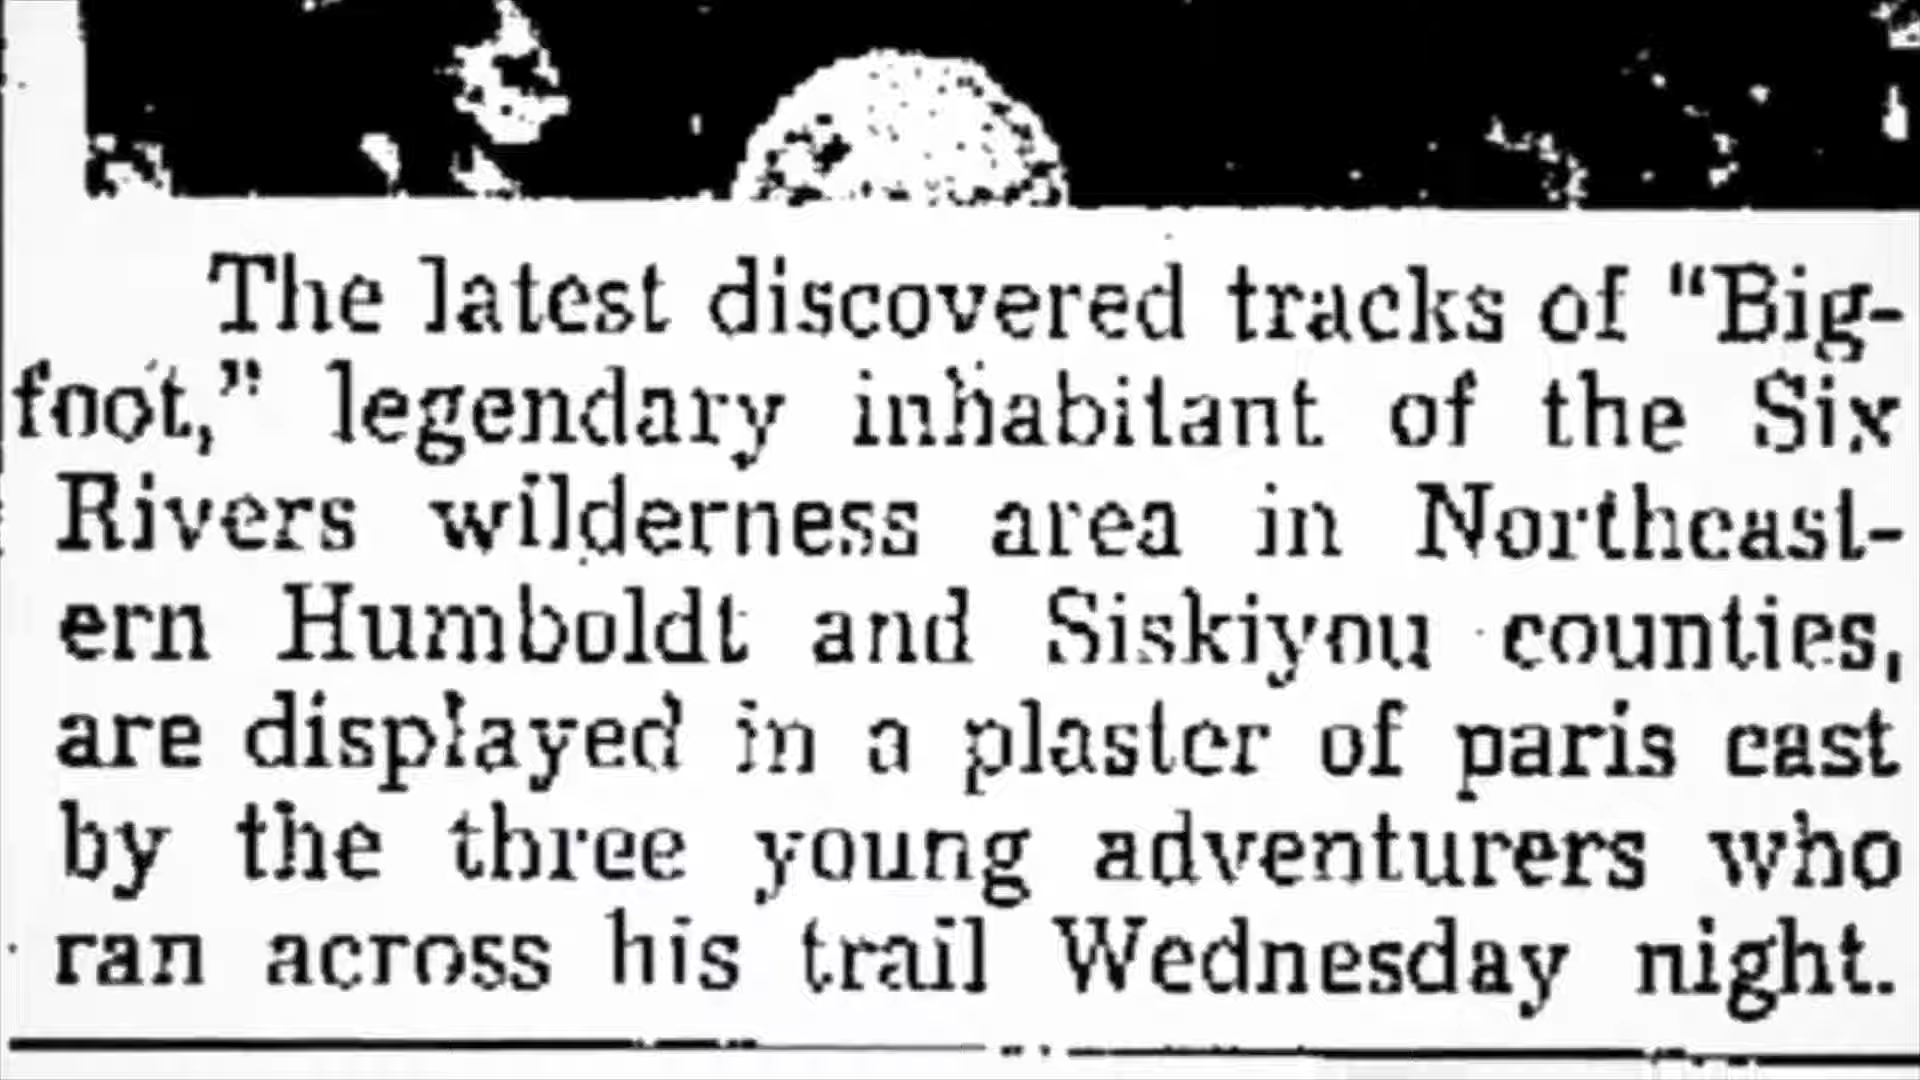 The latest discovered tracks of "Big-
foot," legendary inhabitant of the Six
Rivers wilderness area in Northeast-
ern Humboldt and Siskiyou counties,
are displayed in a plaster of paris cast
by the three young adventurers who
ran across his trail Wednesday night.